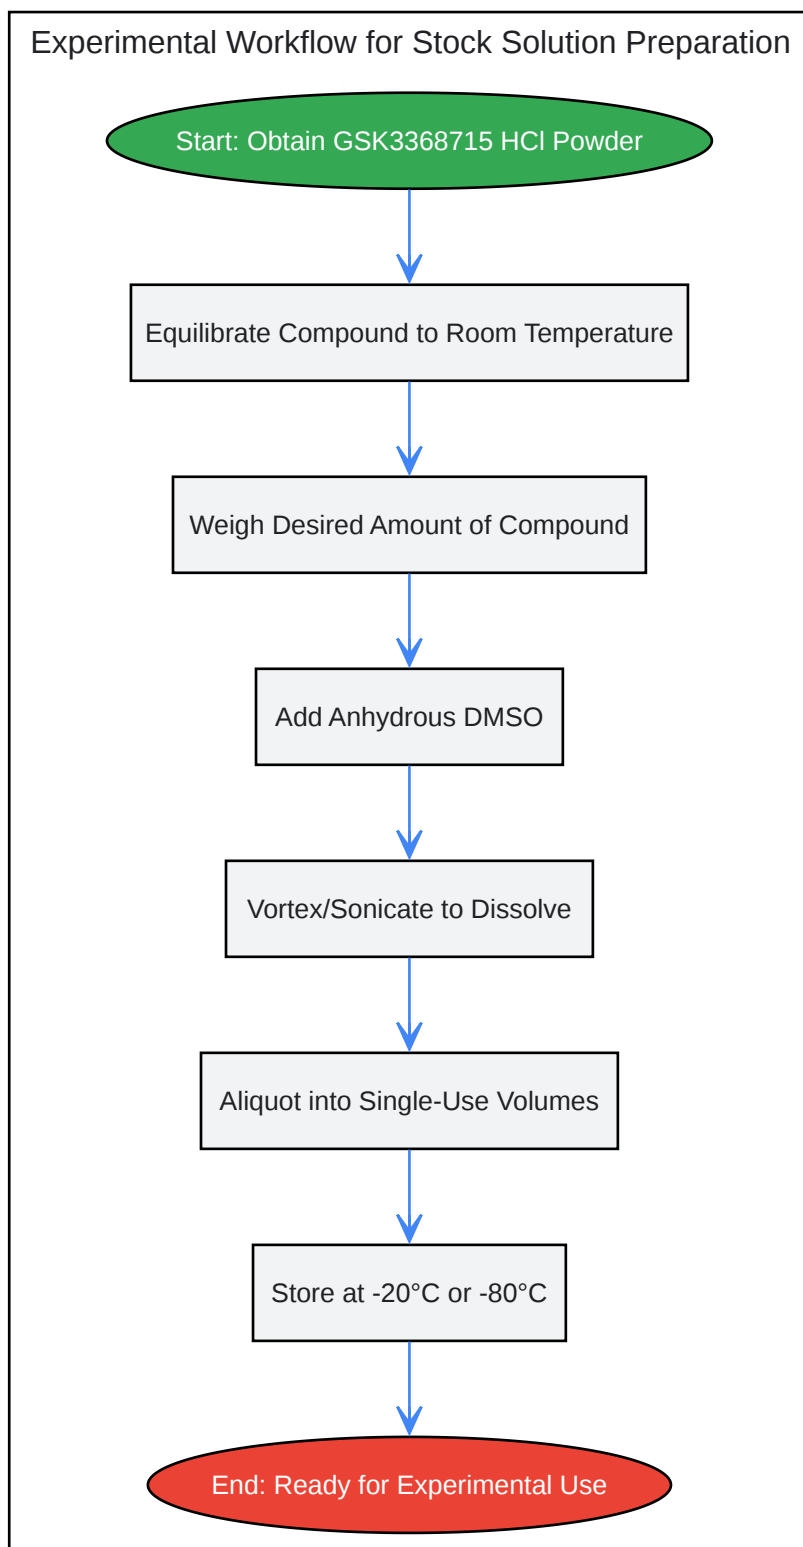 Experimental Workflow for Stock Solution Preparation
Start: Obtain GSK3368715 HCl Powder
Equilibrate Compound to Room Temperature
Weigh Desired Amount of Compound
Add Anhydrous DMSO
Vortex/Sonicate to Dissolve
Aliquot into Single-Use Volumes
Store at -20°C or -80°C
End: Ready for Experimental Use